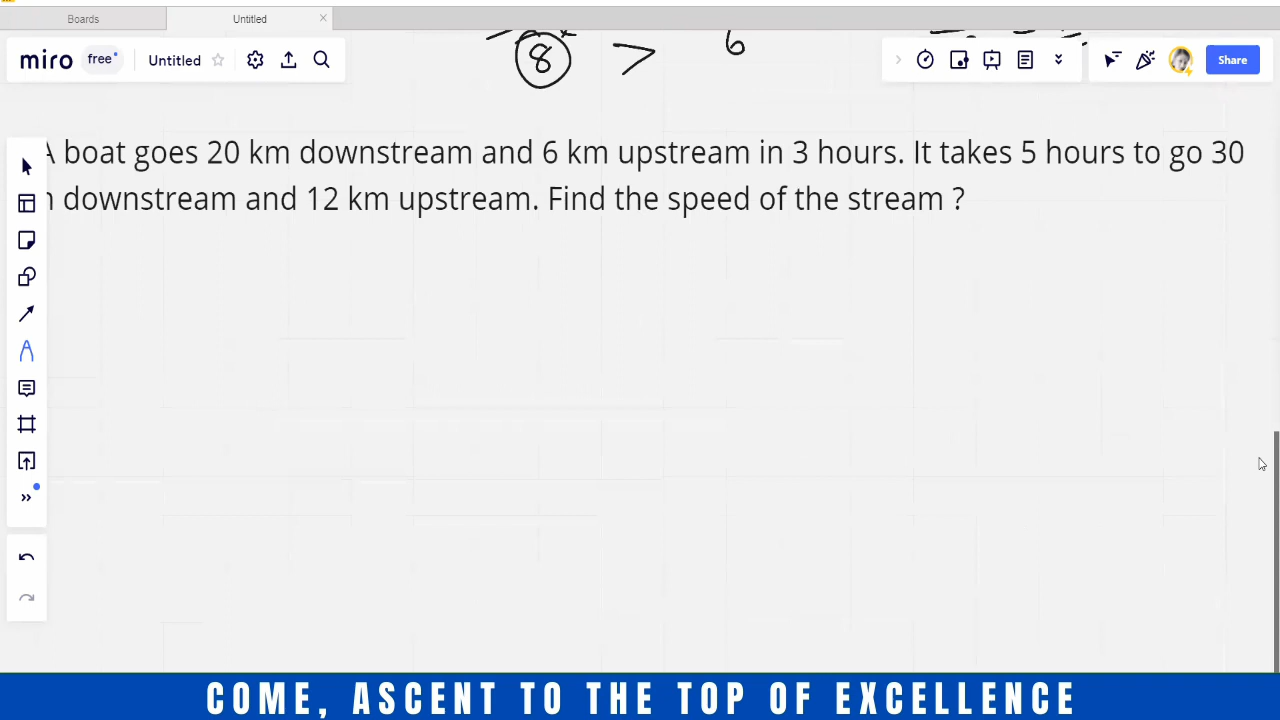 Boards Untitled
8 > 6
miro free Untitled Share
A boat goes 20 km downstream and 6 km upstream in 3 hours. It takes 5 hours to go 30
downstream and 12 km upstream. Find the speed of the stream ?
COME, ASCENT TO THE TOP OF EXCELLENCE